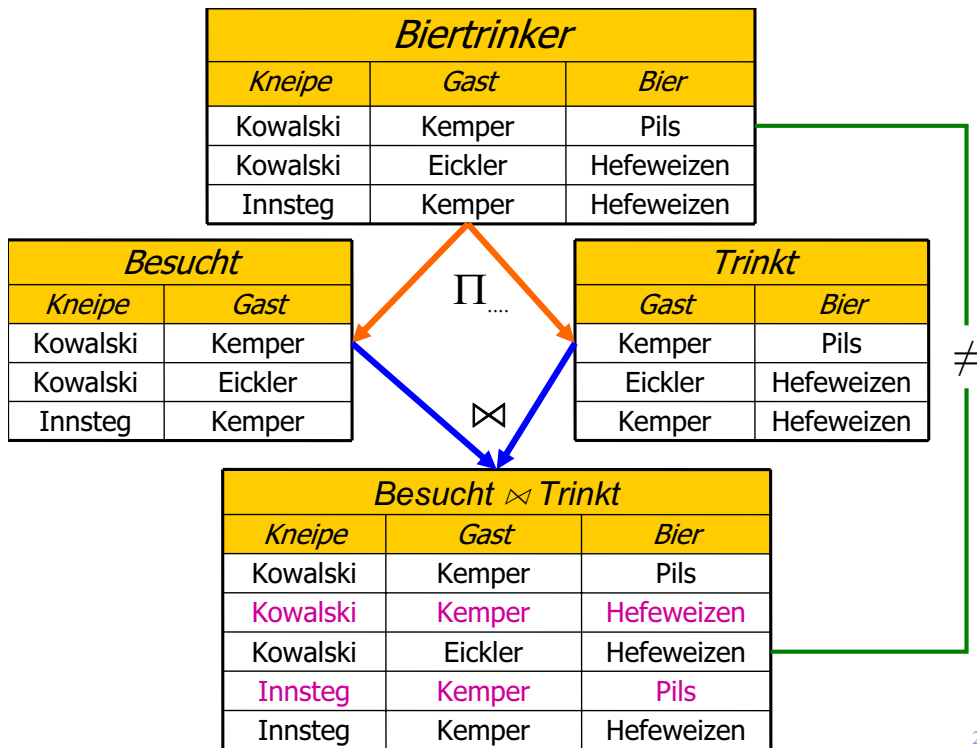 Biertrinker
Kneipe Gast Bier
Kowalski Kemper Pils
Kowalski Eickler Hefeweizen
Innsteg Kemper Hefeweizen
Besucht
Kneipe Gast
Kowalski Kemper
Kowalski Eickler
Innsteg Kemper
Π....
Trinkt
Gast Bier
Kemper Pils
Eickler Hefeweizen
Kemper Hefeweizen
≠
⋈
Besucht ⋈ Trinkt
Kneipe Gast Bier
Kowalski Kemper Pils
Kowalski Kemper Hefeweizen
Kowalski Eickler Hefeweizen
Innsteg Kemper Pils
Innsteg Kemper Hefeweizen